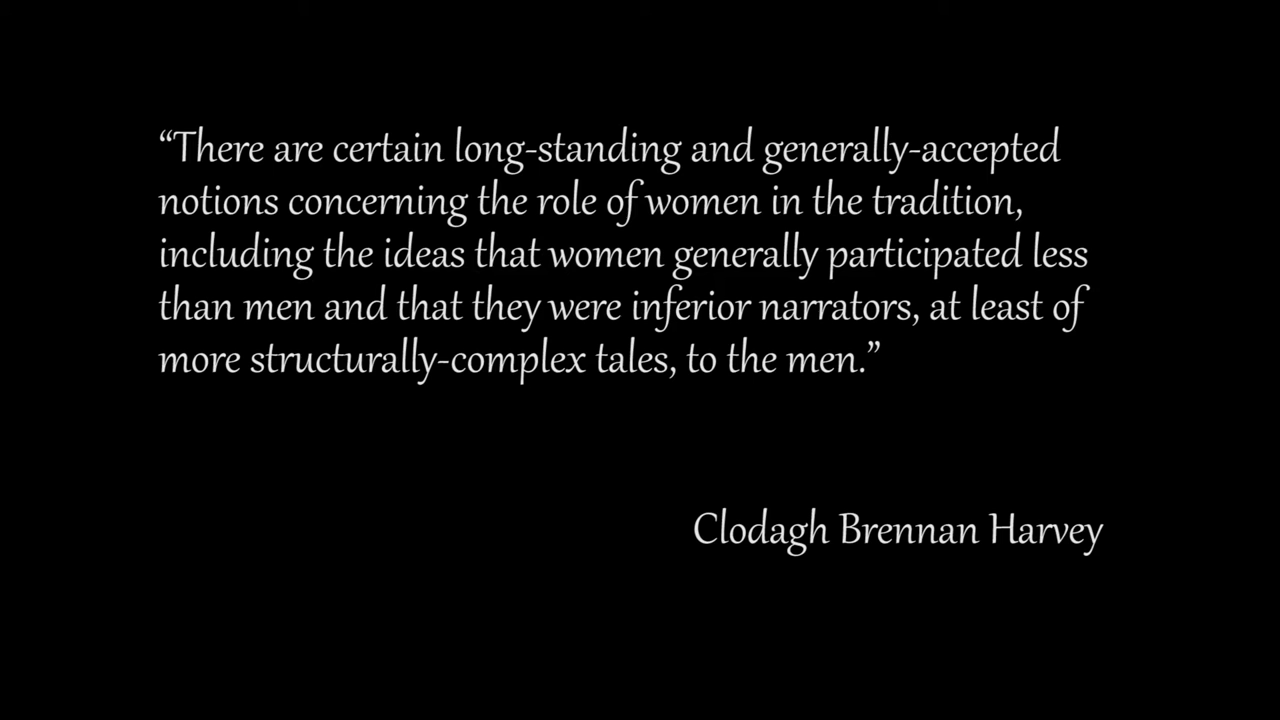 “There are certain long-standing and generally-accepted
notions concerning the role of women in the tradition,
including the ideas that women generally participated less
than men and that they were inferior narrators, at least of
more structurally-complex tales, to the men.”
Clodagh Brennan Harvey